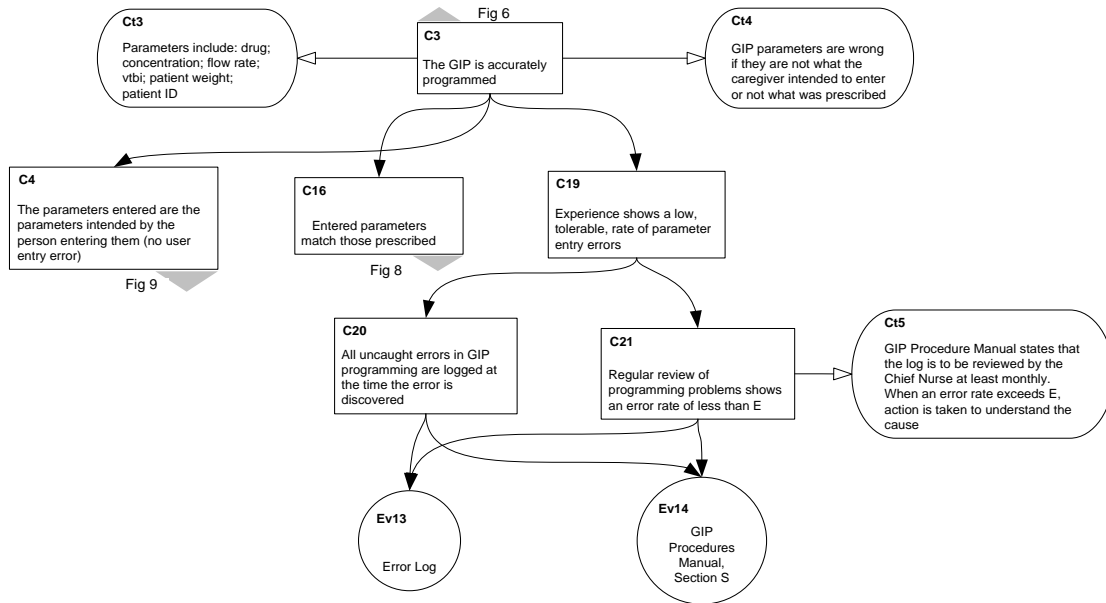 Fig 6
Ct3
Parameters include: drug;
concentration; flow rate;
vtbi; patient weight;
patient ID
C3
The GIP is accurately
programmed
Ct4
GIP parameters are wrong
if they are not what the
caregiver intended to enter
or not what was prescribed
C4
The parameters entered are the
parameters intended by the
person entering them (no user
entry error)
Fig 9
C16
Entered parameters
match those prescribed
Fig 8
C19
Experience shows a low,
tolerable, rate of parameter
entry errors
C20
All uncaught errors in GIP
programming are logged at
the time the error is
discovered
C21
Regular review of
programming problems shows
an error rate of less than E
Ct5
GIP Procedure Manual states that
the log is to be reviewed by the
Chief Nurse at least monthly.
When an error rate exceeds E,
action is taken to understand the
cause
Ev13
Error Log
Ev14
GIP
Procedures
Manual,
Section S